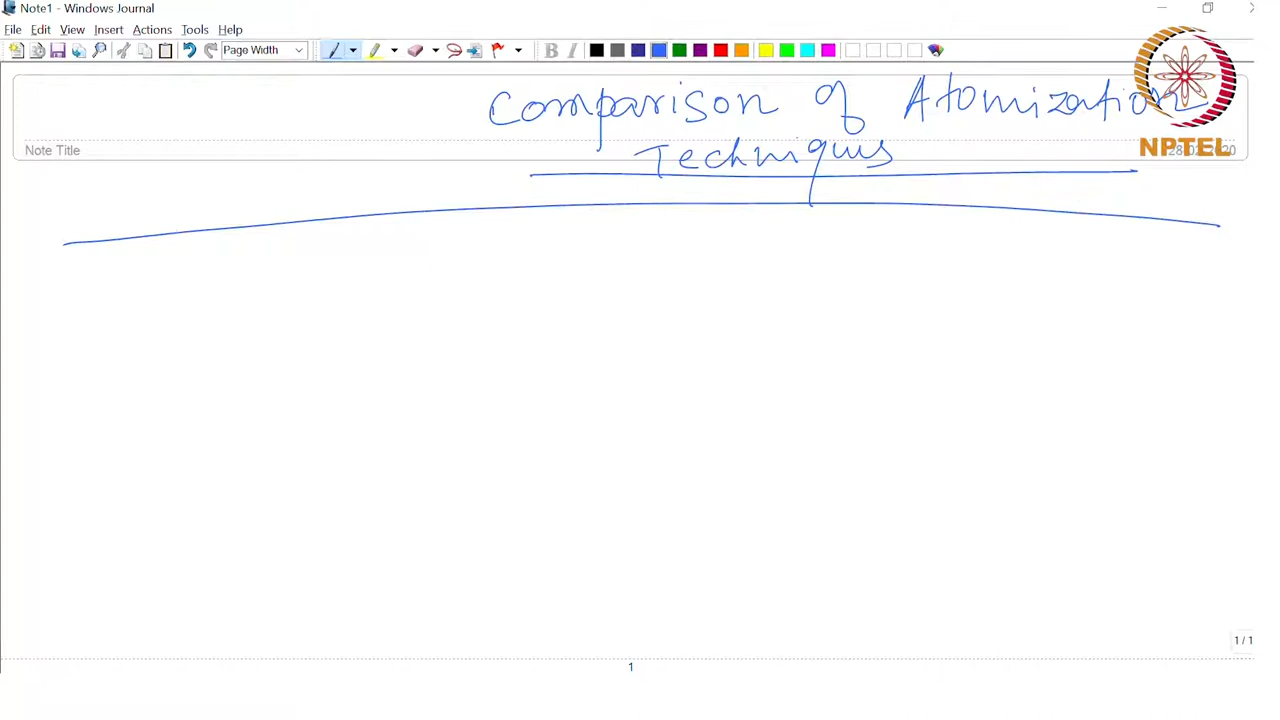 Note1 - Windows Journal
File Edit View Insert Actions Tools Help
Page Width B I
Comparison of Atomization
Techniques
Note Title
NPTEL
1 / 1
1